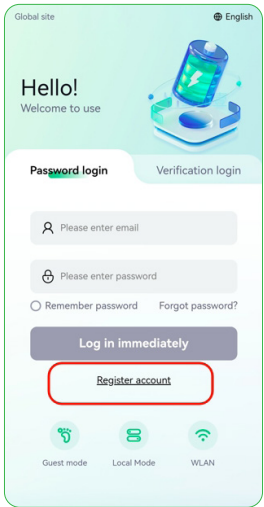 Global site
English
Hello!
Welcome to use
Password login
Verification login
Please enter email
Please enter password
Remember password
Forgot password?
Log in immediately
Register account
Guest mode
Local Mode
WLAN